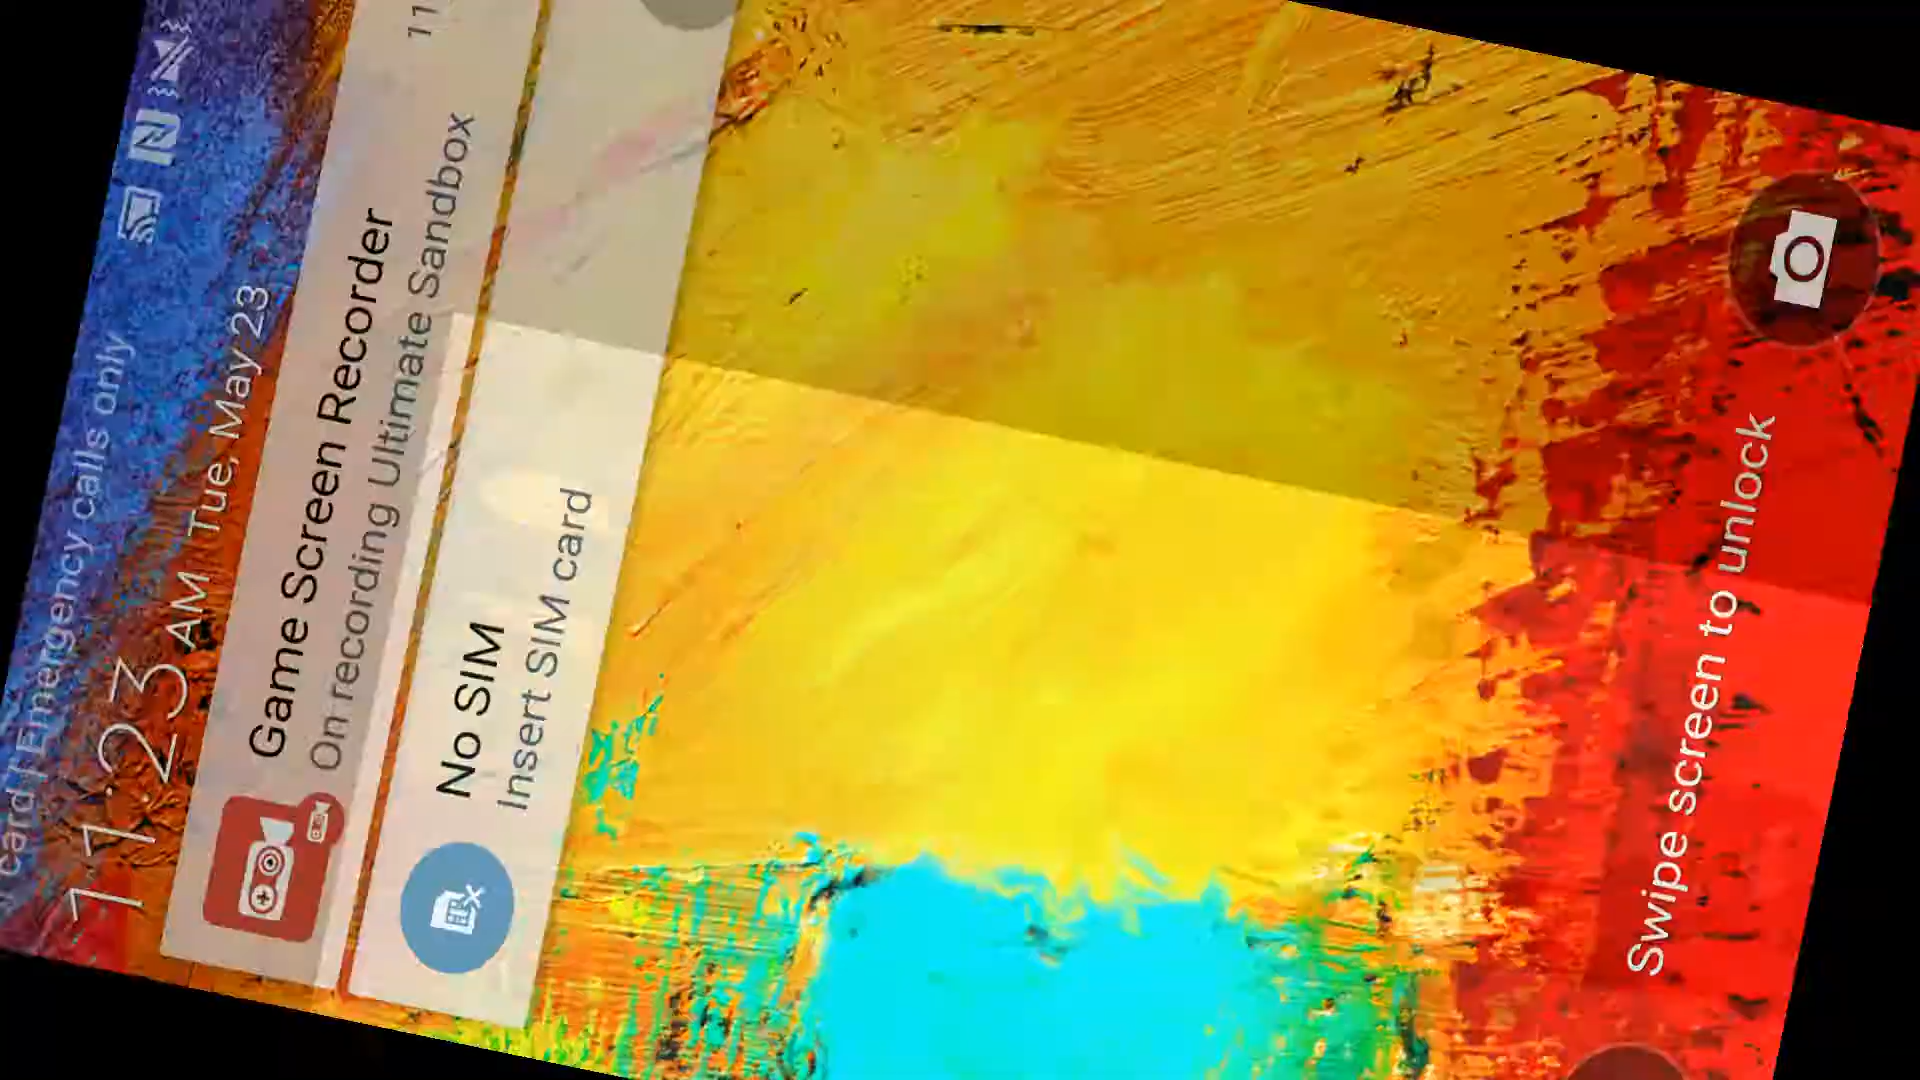 card | Emergency calls only
11:23 AM Tue, May 23
Game Screen Recorder
11
On recording Ultimate Sandbox
No SIM
Insert SIM card
Swipe screen to unlock